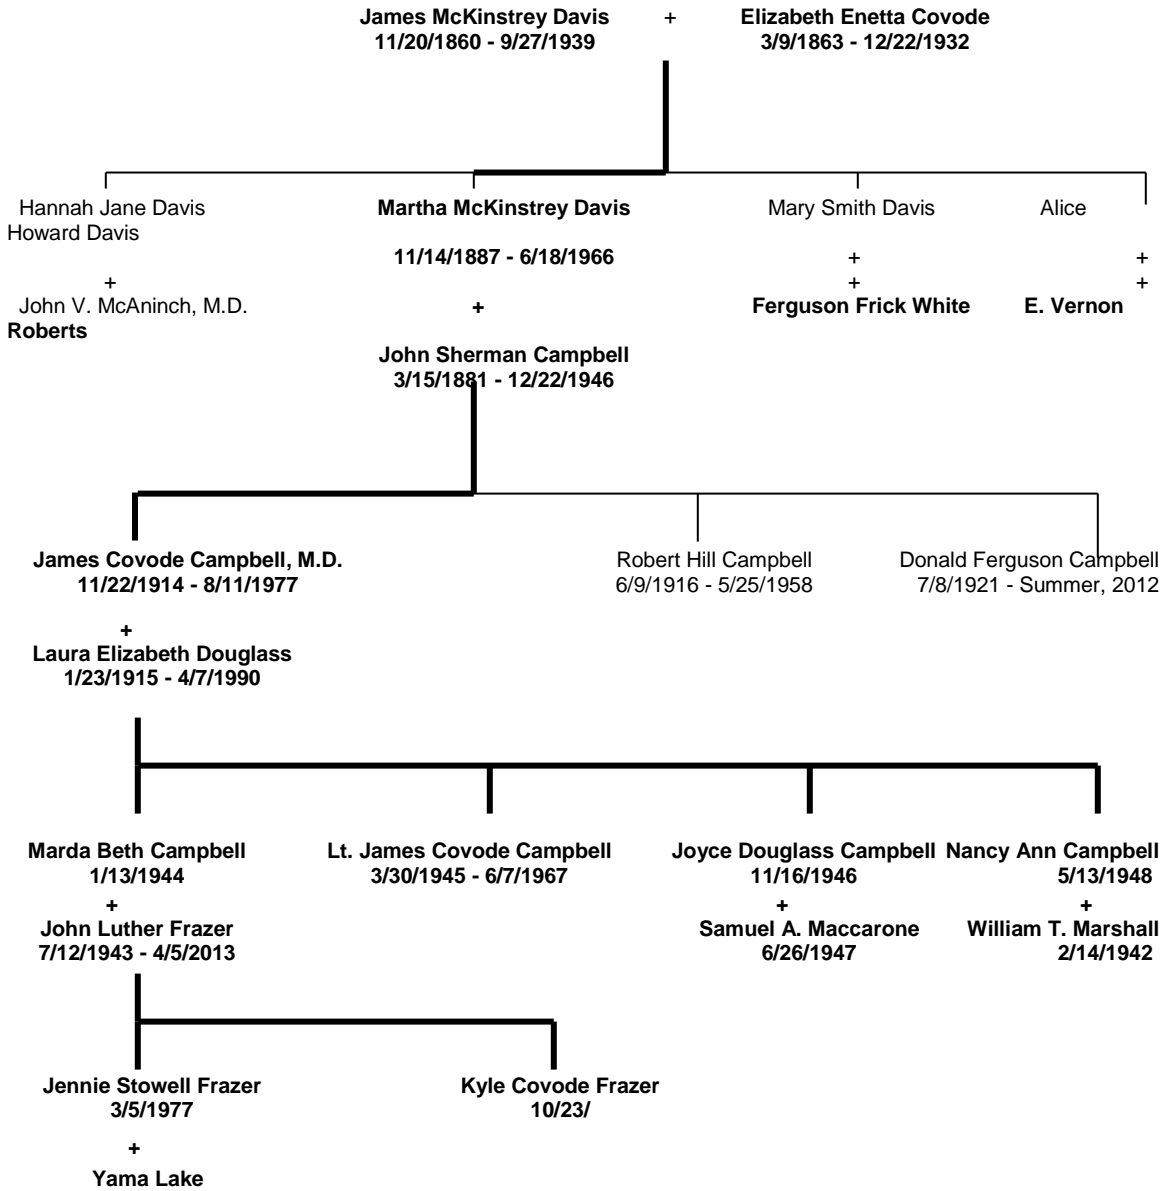 James McKinstrey Davis + Elizabeth Enetta Covode
11/20/1860 - 9/27/1939 3/9/1863 - 12/22/1932
Hannah Jane Davis Martha McKinstrey Davis Mary Smith Davis Alice
Howard Davis
11/14/1887 - 6/18/1966 + +
+ + +
John V. McAninch, M.D. + Ferguson Frick White E. Vernon
Roberts
John Sherman Campbell
3/15/1881 - 12/22/1946
James Covode Campbell, M.D. Robert Hill Campbell Donald Ferguson Campbell
11/22/1914 - 8/11/1977 6/9/1916 - 5/25/1958 7/8/1921 - Summer, 2012
+
Laura Elizabeth Douglass
1/23/1915 - 4/7/1990
Marda Beth Campbell Lt. James Covode Campbell Joyce Douglass Campbell Nancy Ann Campbell
1/13/1944 3/30/1945 - 6/7/1967 11/16/1946 5/13/1948
+ + +
John Luther Frazer Samuel A. Maccarone William T. Marshall
7/12/1943 - 4/5/2013 6/26/1947 2/14/1942
Jennie Stowell Frazer Kyle Covode Frazer
3/5/1977 10/23/
+
Yama Lake